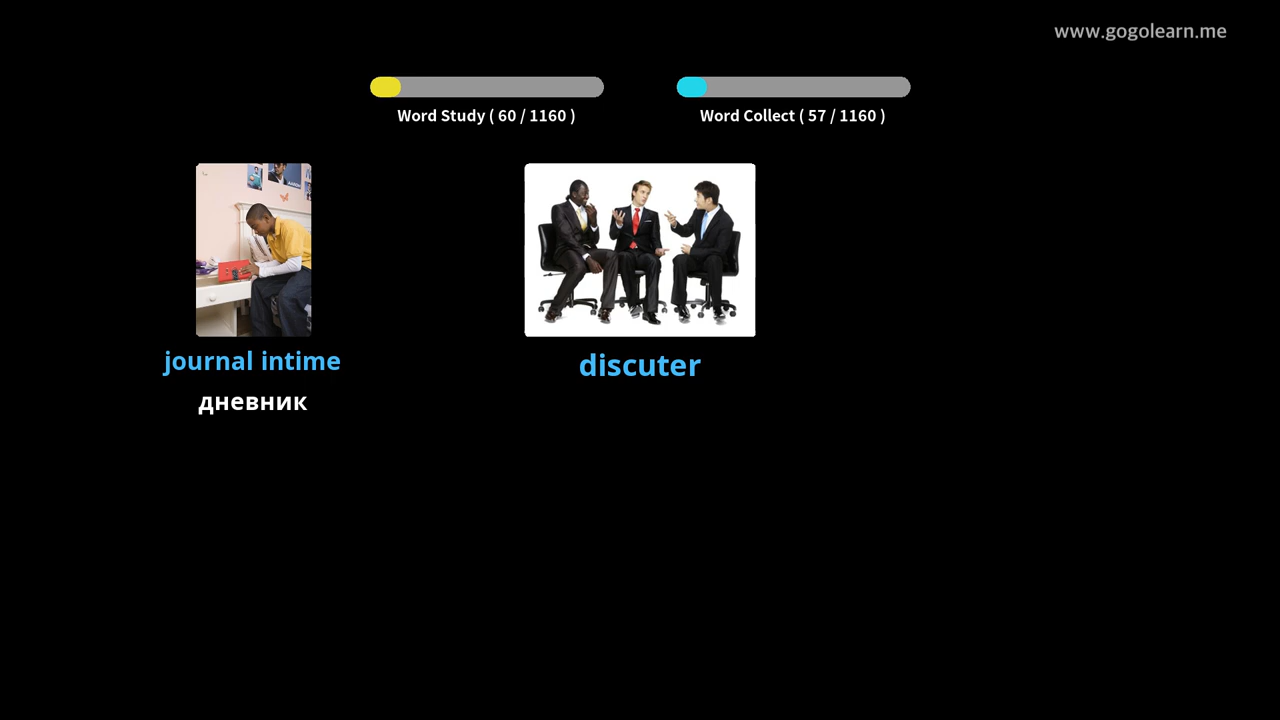 www.gogolearn.me
Word Study ( 60 / 1160 )
Word Collect ( 57 / 1160 )
journal intime
дневник
discuter